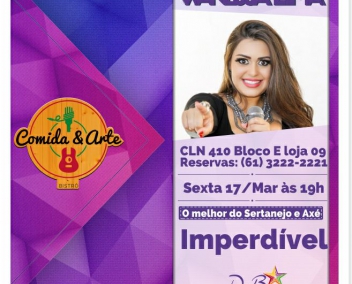 Comida & Arte
BISTRÔ
CLN 410 Bloco E loja 09
Reservas: (61) 3222-2221
Sexta 17/Mar às 19h
O melhor do Sertanejo e Axé
Imperdível